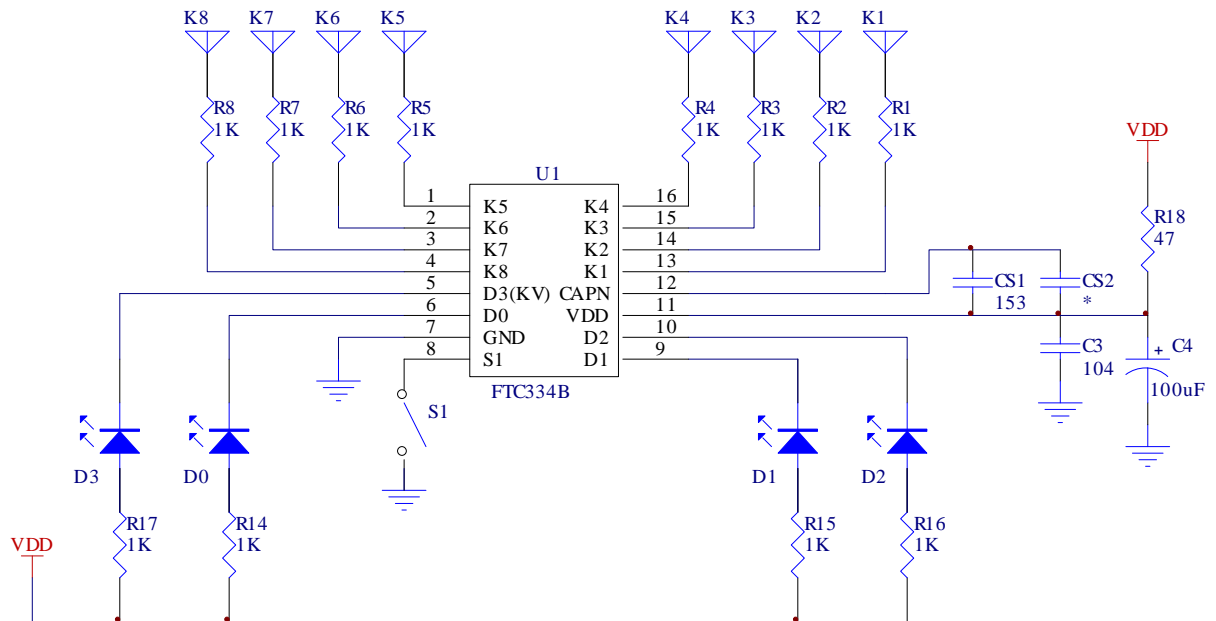 K8 K7 K6 K5 K4 K3 K2 K1
R8 R7 R6 R5 R4 R3 R2 R1
1K 1K 1K 1K 1K 1K 1K 1K
VDD
U1
1 K5 K4 16
2 K6 K3 15
3 K7 K2 14
4 K8 K1 13
5 D3(KV) CAPN 12
6 D0 VDD 11
7 GND D2 10
8 S1 D1 9
FTC334B
R18
47
CS1 CS2
153 *
C3 + C4
104 100uF
S1
D3 D0 D1 D2
R17 R14 R15 R16
1K 1K 1K 1K
VDD